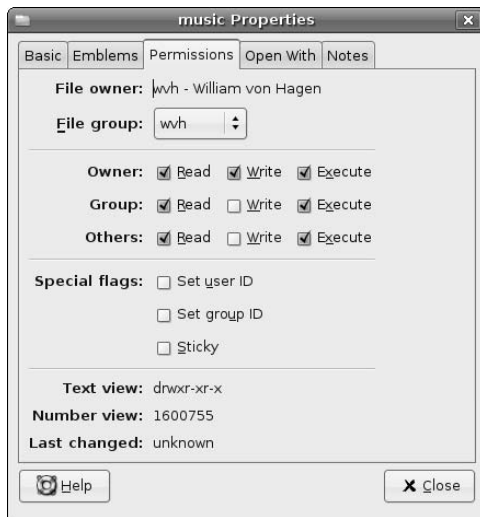 music Properties
Basic Emblems Permissions Open With Notes
File owner: wvh - William von Hagen
File group: wvh
Owner: Read Write Execute
Group: Read Write Execute
Others: Read Write Execute
Special flags: Set user ID
Set group ID
Sticky
Text view: drwxr-xr-x
Number view: 1600755
Last changed: unknown
Help Close